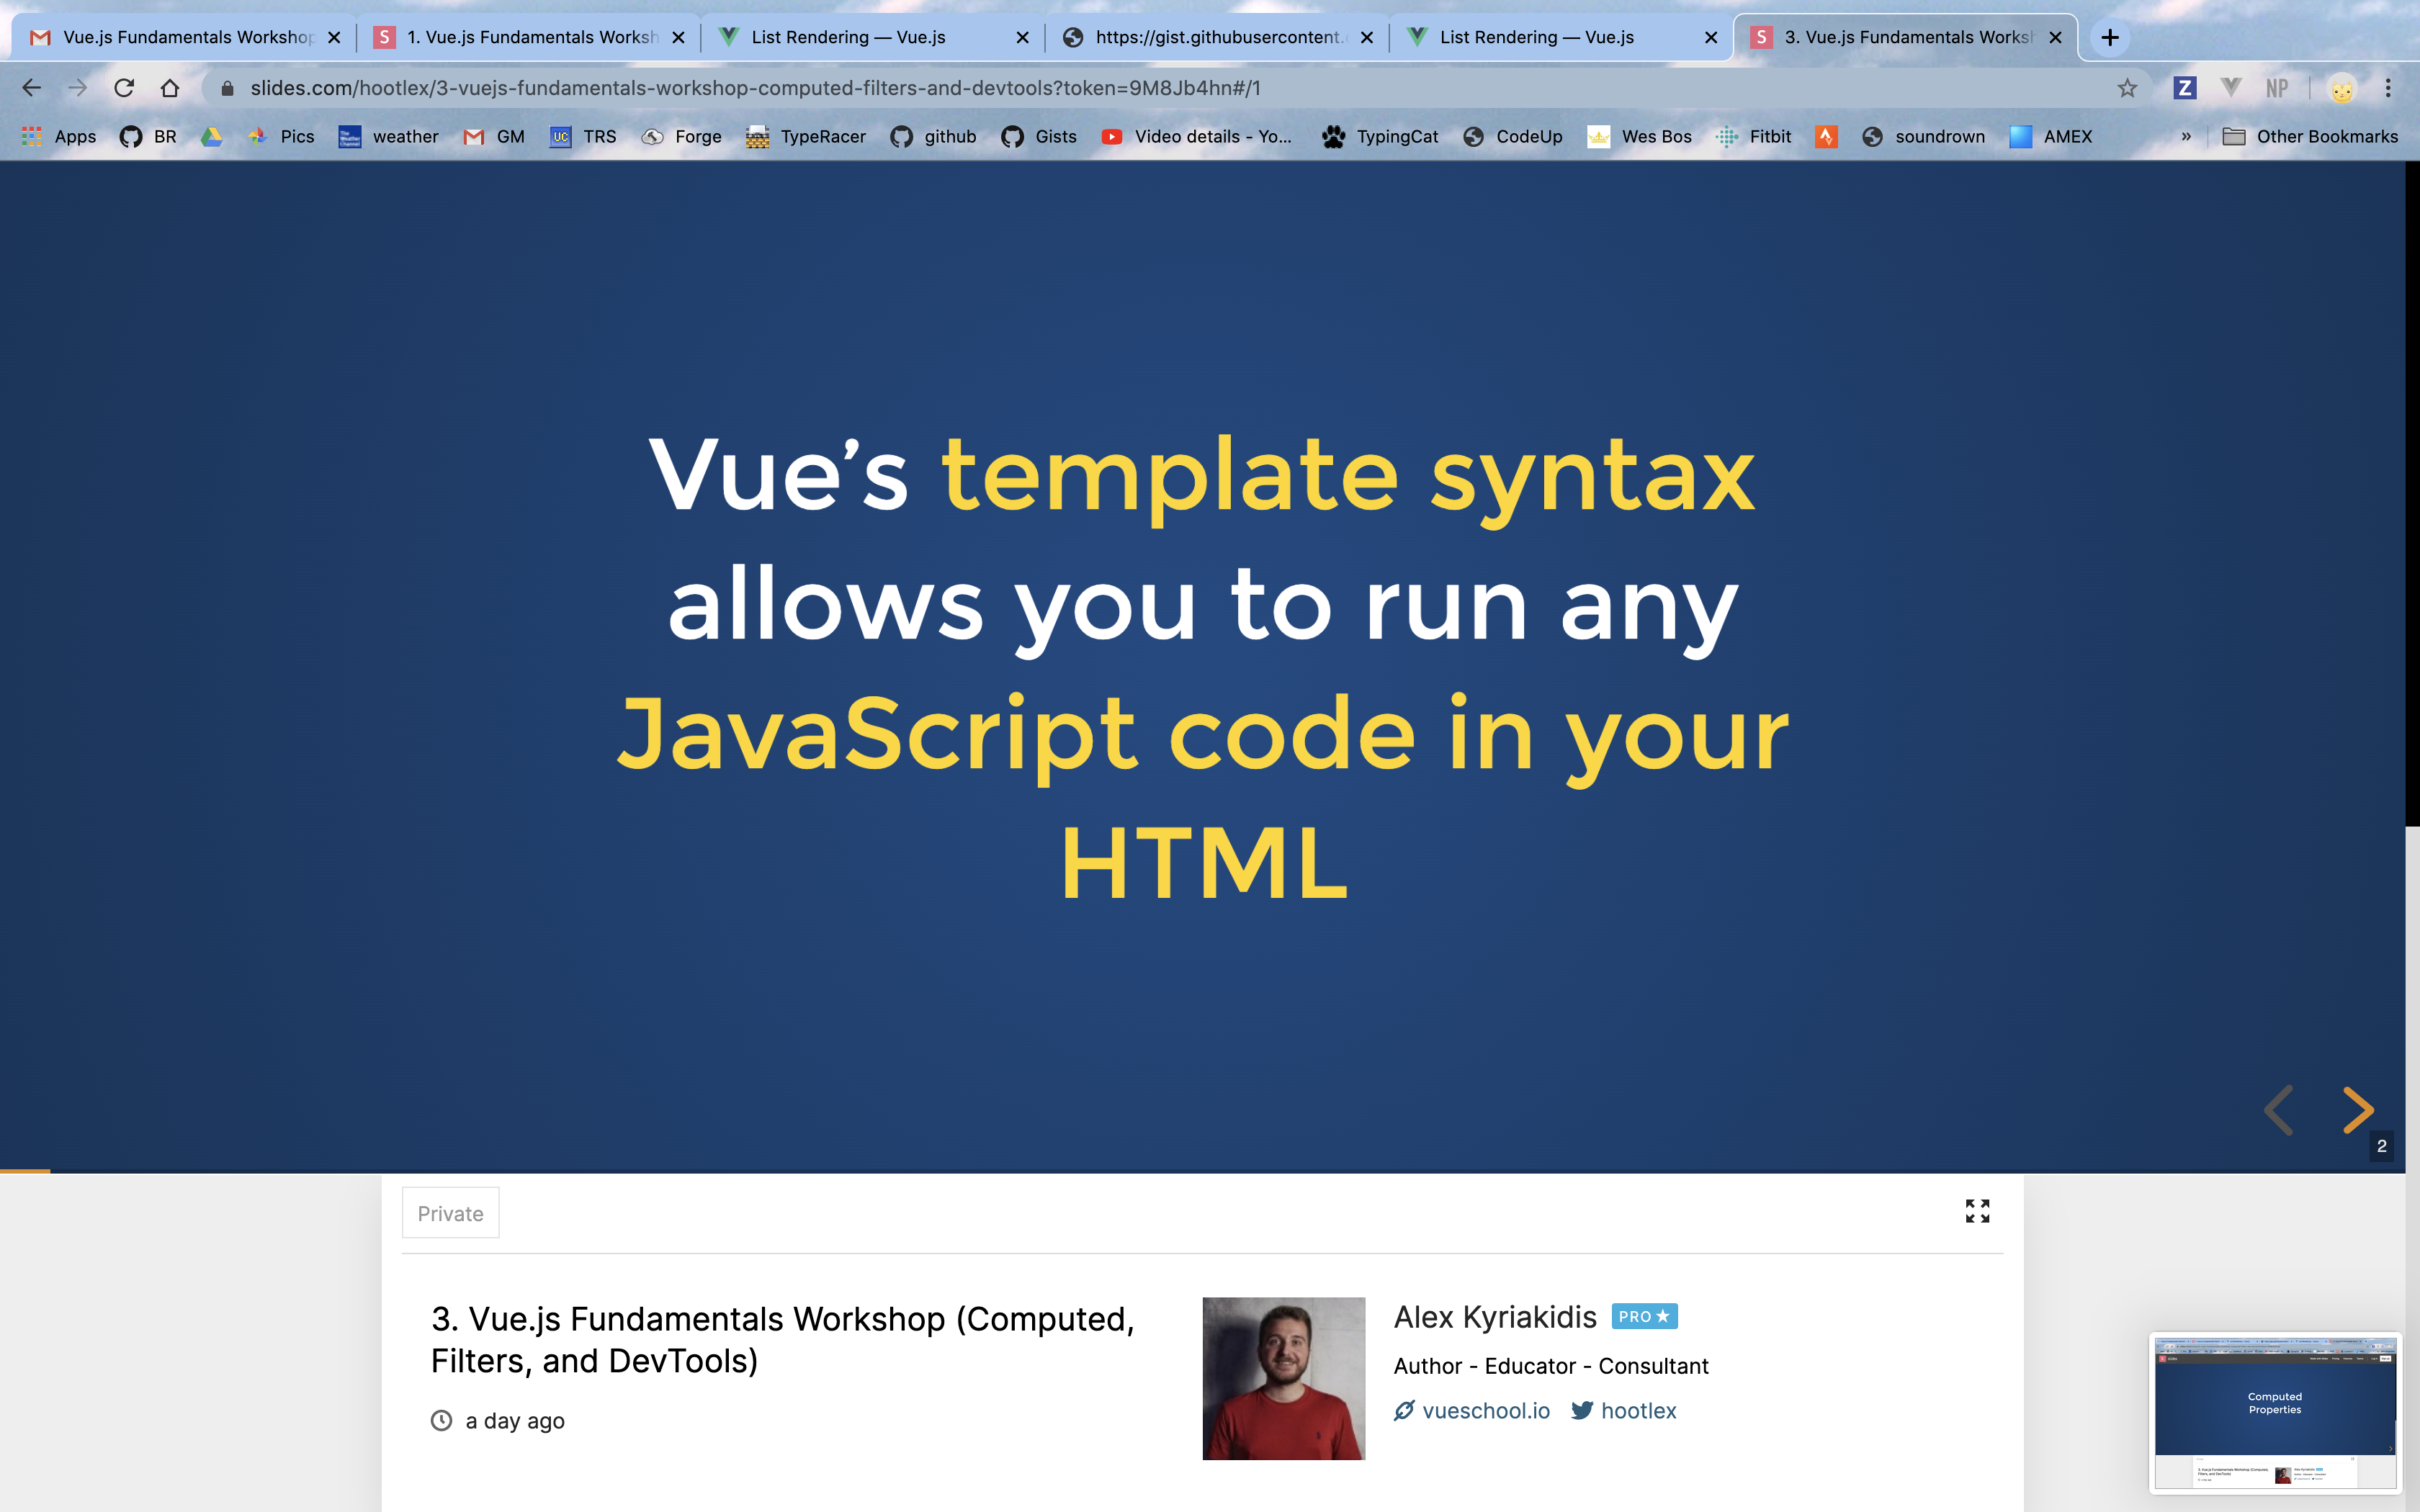 Vue.js Fundamentals Workshop
1. Vue.js Fundamentals Worksh
List Rendering — Vue.js
https://gist.githubusercontent.
List Rendering — Vue.js
3. Vue.js Fundamentals Worksh
slides.com/hootlex/3-vuejs-fundamentals-workshop-computed-filters-and-devtools?token=9M8Jb4hn#/1
Z
NP
Apps
BR
Pics
weather
GM
UC
TRS
Forge
TypeRacer
github
Gists
Video details - Yo...
TypingCat
CodeUp
Wes Bos
Fitbit
soundrown
AMEX
»
Other Bookmarks
Vue’s template syntax
allows you to run any
JavaScript code in your
HTML
2
Private
3. Vue.js Fundamentals Workshop (Computed,
Filters, and DevTools)
a day ago
Alex Kyriakidis
PRO
Author - Educator - Consultant
vueschool.io
hootlex
Computed
Properties